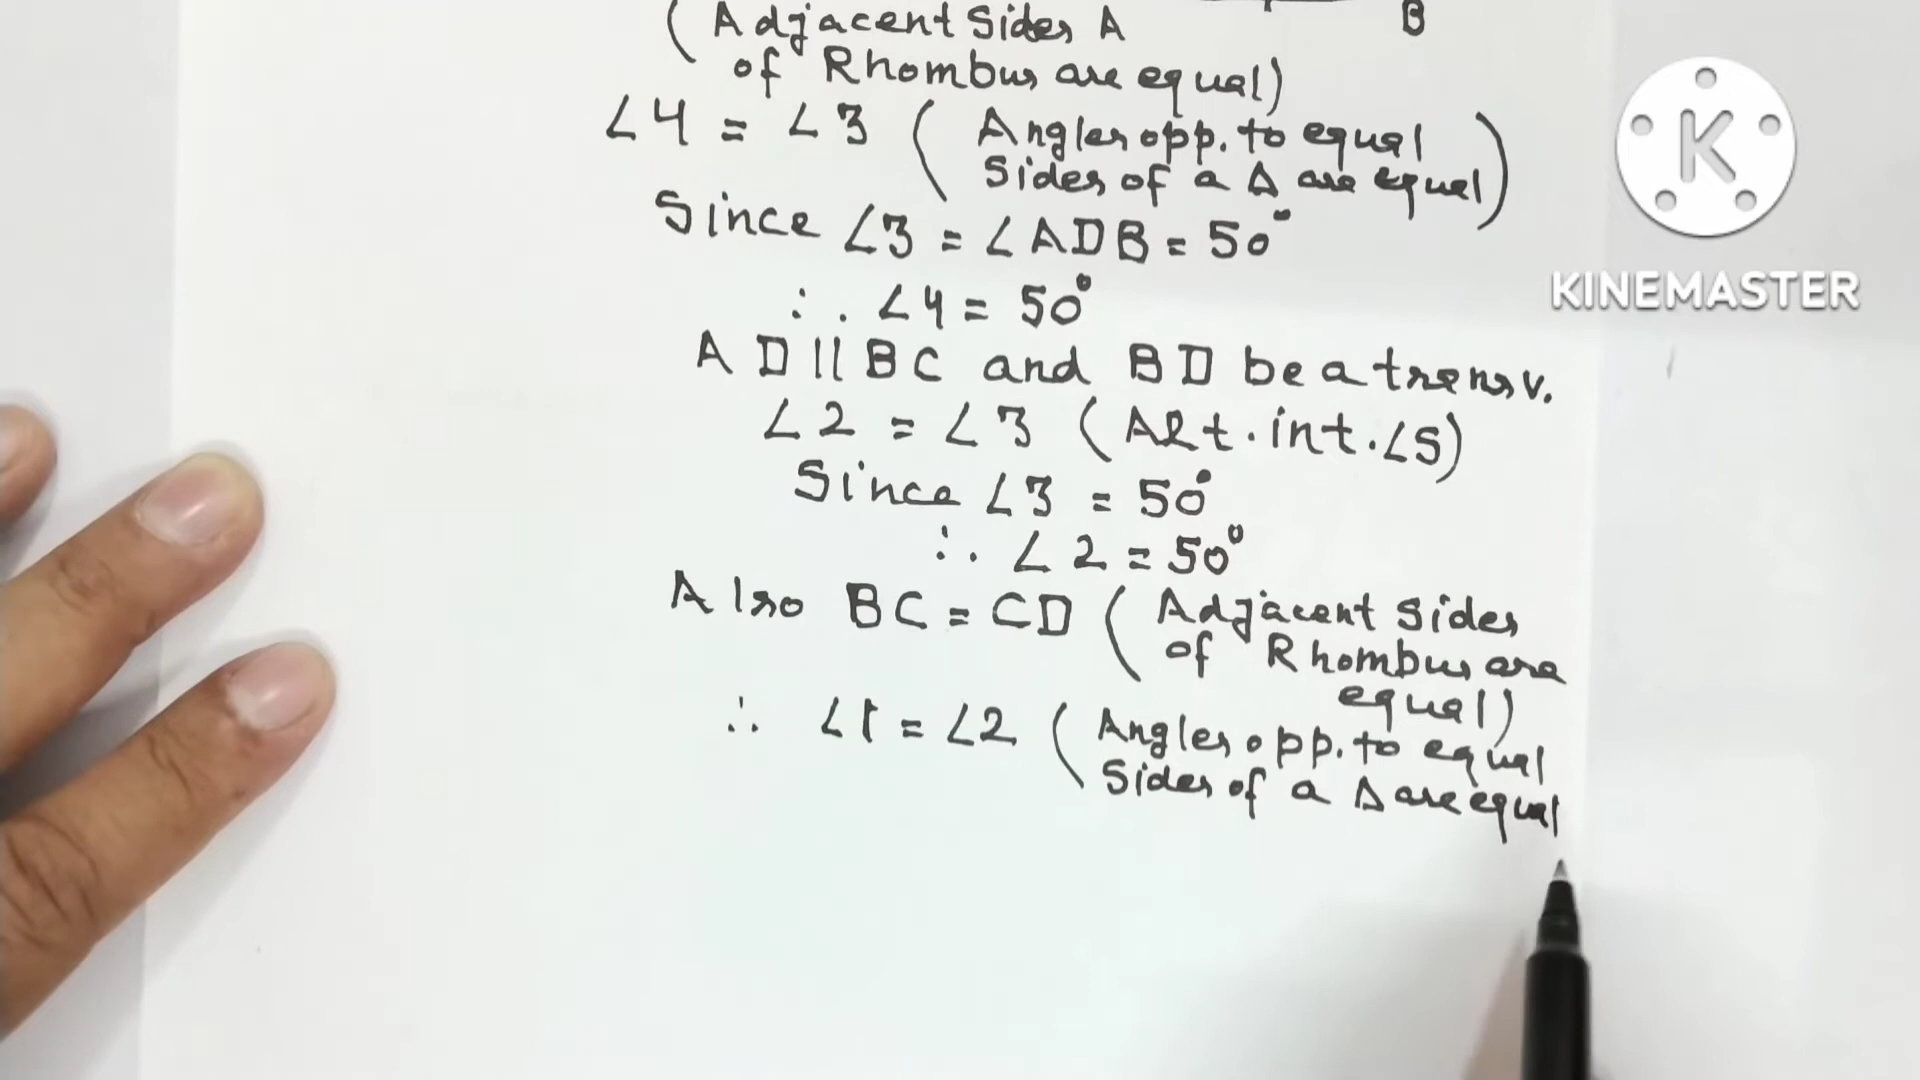 (Adjacent Sides A
B
of Rhombus are equal)
∠4 = ∠3 (Angles opp. to equal
Sides of a Δ are equal)
Since ∠3 = ∠ADB = 50°
∴ ∠4 = 50°
AD||BC and BD be a transv.
∠2 = ∠3 (Alt. int. ∠S)
Since ∠3 = 50°
∴ ∠2 = 50°
Also BC = CD (Adjacent Sides
of Rhombus are
equal)
∴ ∠1 = ∠2 (Angles opp. to equal
Sides of a Δ are equal
K
KINEMASTER